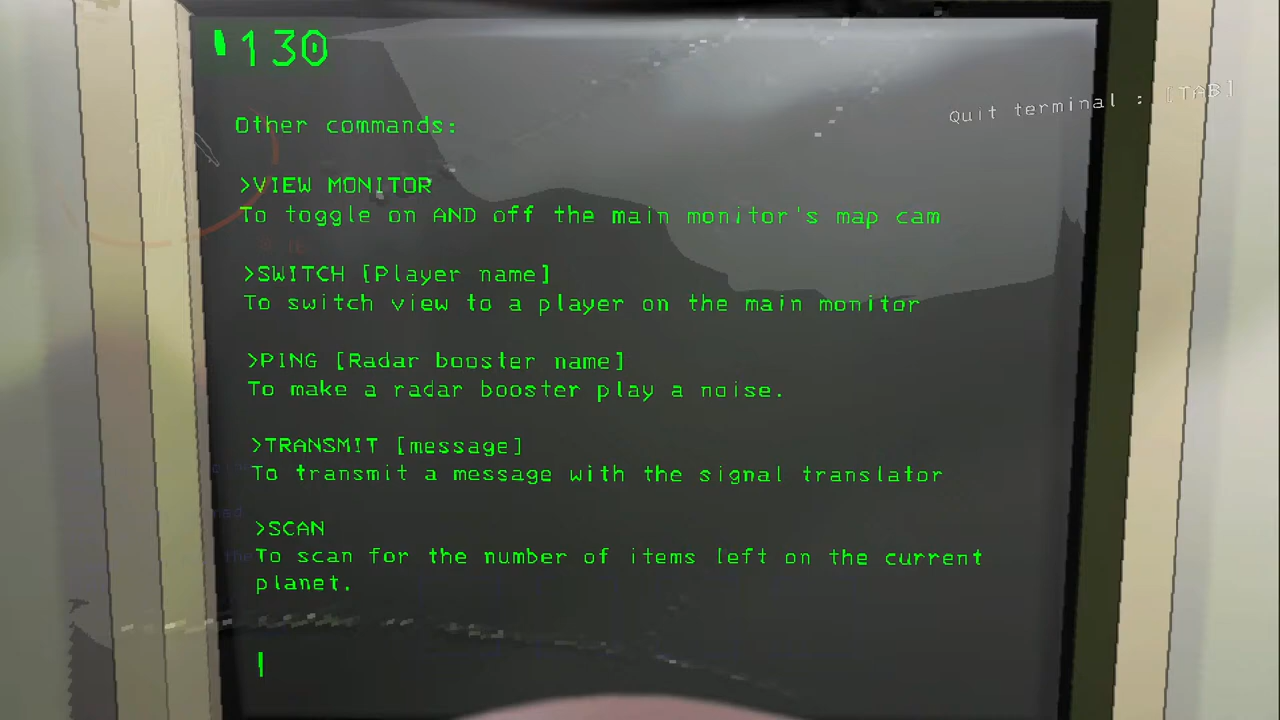 ▮130
Quit terminal : [TAB]
Other commands:
>VIEW MONITOR
To toggle on AND off the main monitor's map cam
>SWITCH [Player name]
To switch view to a player on the main monitor
>PING [Radar booster name]
To make a radar booster play a noise.
>TRANSMIT [message]
To transmit a message with the signal translator
>SCAN
To scan for the number of items left on the current
planet.